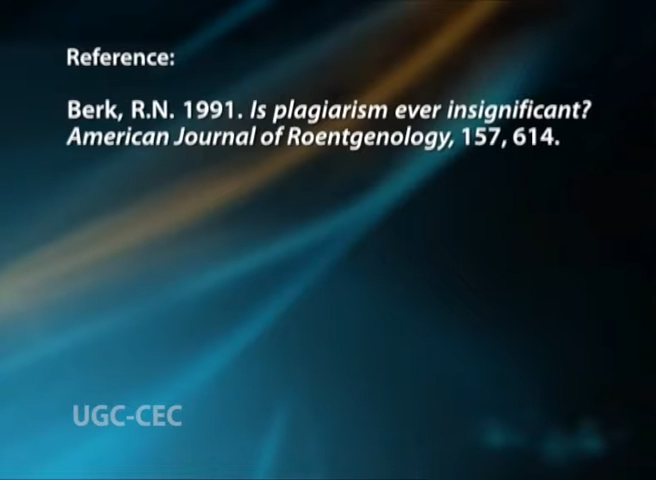 Reference:
Berk, R.N. 1991. Is plagiarism ever insignificant?
American Journal of Roentgenology, 157, 614.
UGC-CEC